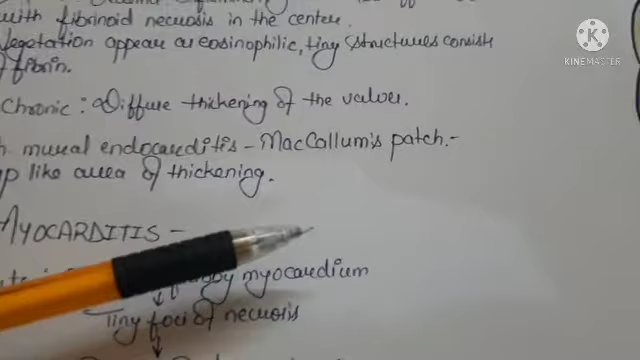 with fibrinoid necrosis in the center.
Vegetation appear as eosinophilic, tiny structures consists
of fibrin.
Chronic: Diffuse thickening of the valves.
mural endocarditis - MacCallum's patch.-
like area of thickening.
MYOCARDITIS -
myocardium
Tiny foci of necrosis
KINEMASTER